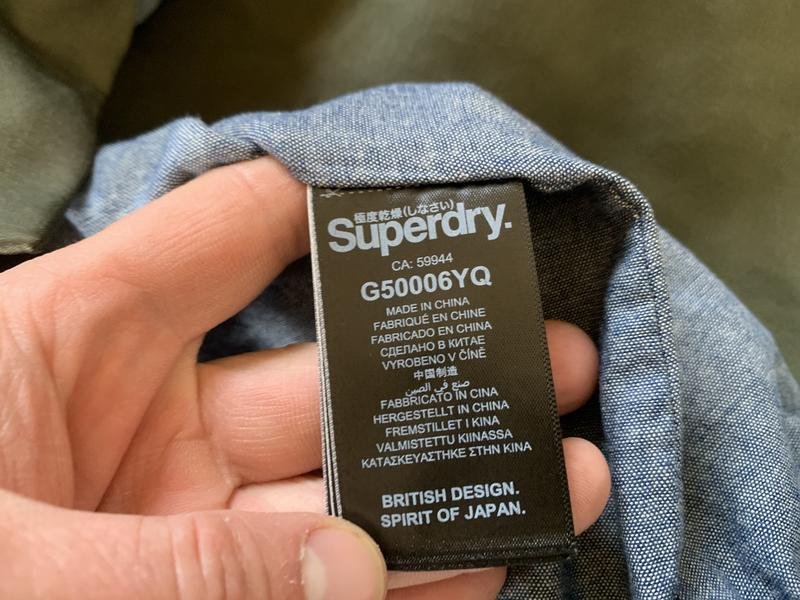 極度乾燥(しなさい)
Superdry.
CA: 59944
G50006YQ
MADE IN CHINA
FABRIQUÉ EN CHINE
FABRICADO EN CHINA
СДЕЛАНО В КИТАЕ
VYROBENO V ČÍNĚ
中国制造
صنع في الصين
FABBRICATO IN CINA
HERGESTELLT IN CHINA
FREMSTILLET I KINA
VALMISTETTU KIINASSA
ΚΑΤΑΣΚΕΥΑΣΤΗΚΕ ΣΤΗΝ ΚΙΝΑ
BRITISH DESIGN.
SPIRIT OF JAPAN.